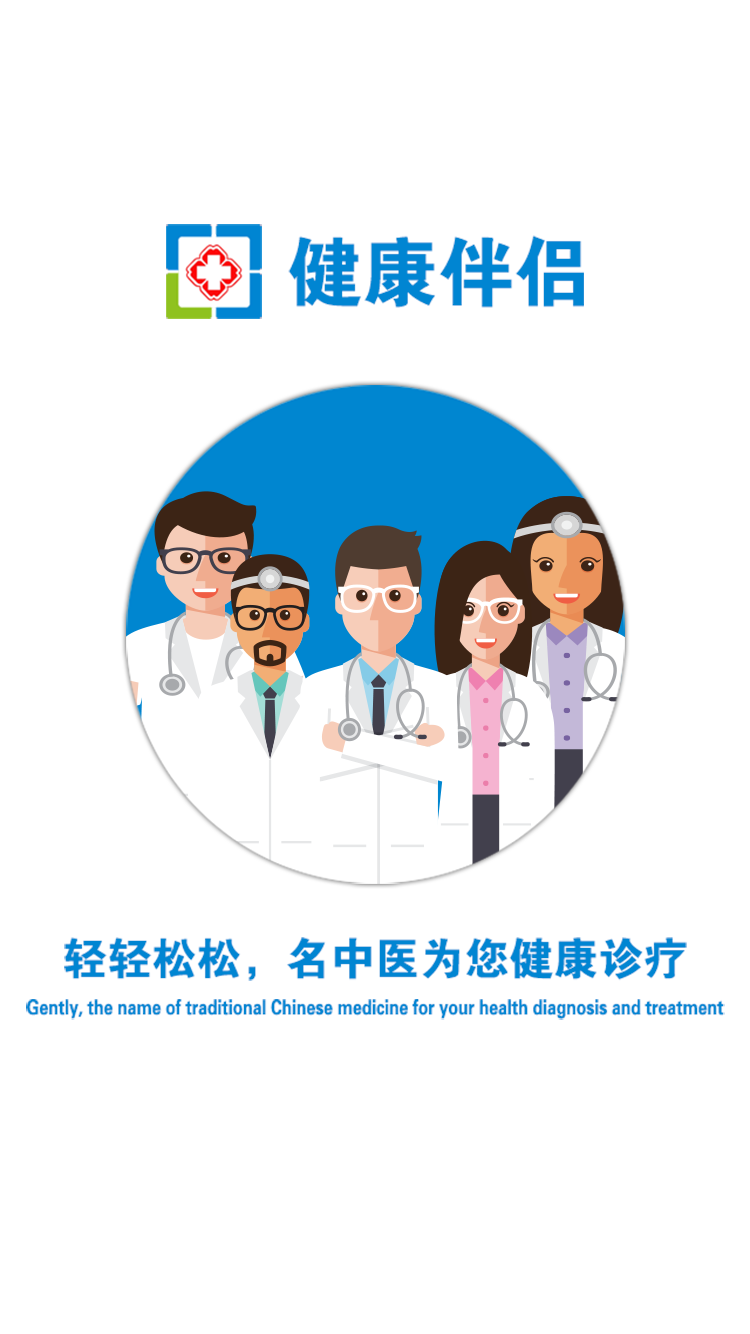 健康伴侣
轻轻松松，名中医为您健康诊疗
Gently, the name of traditional Chinese medicine for your health diagnosis and treatment